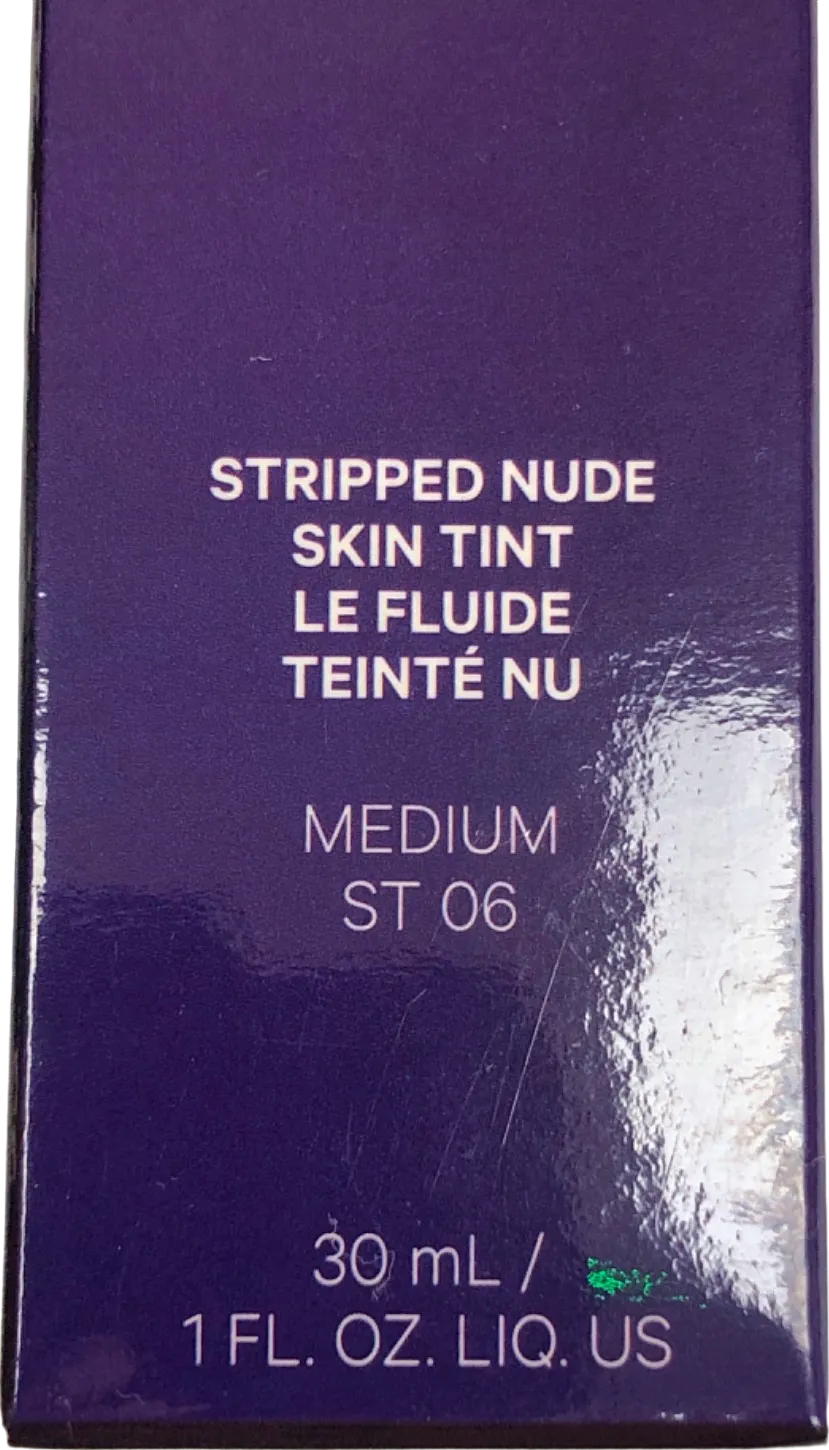 STRIPPED NUDE
SKIN TINT
LE FLUIDE
TEINTÉ NU
MEDIUM
ST 06
30 mL /
1 FL. OZ. LIQ. US